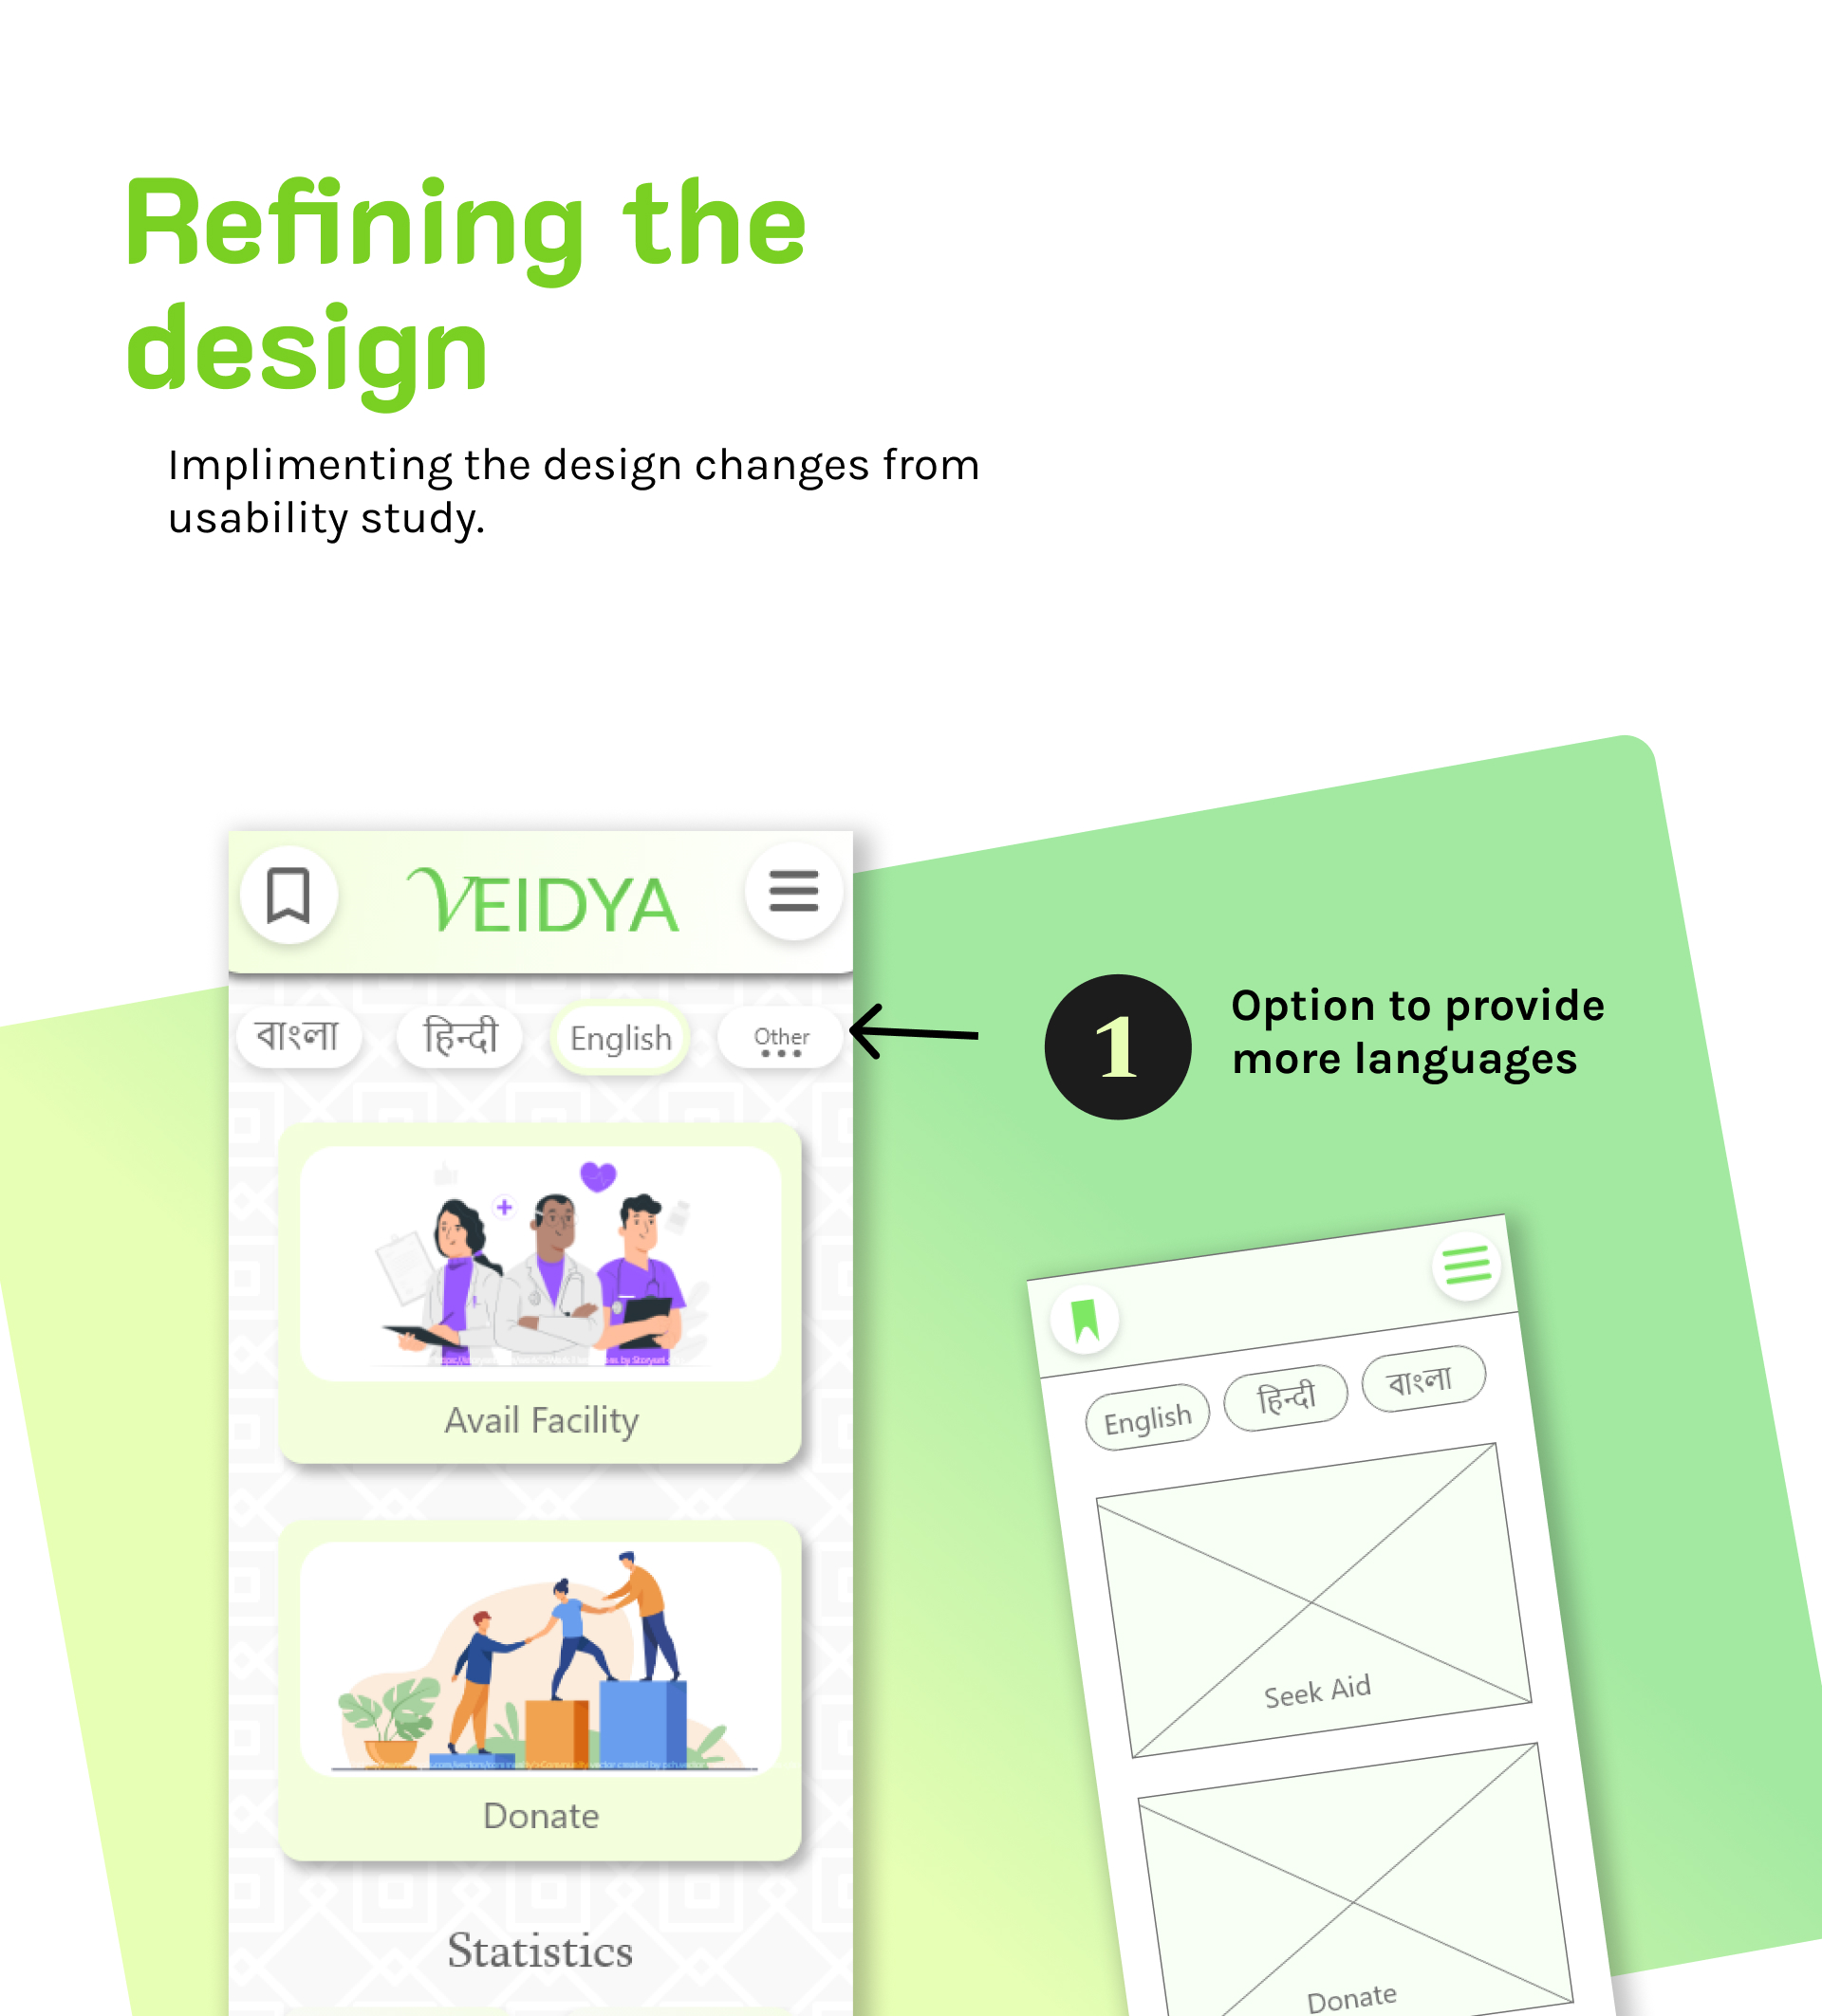 Refining the
design
Implimenting the design changes from
usability study.
VEIDYA
বাংলা
हिन्दी
English
Other
1
Option to provide
more languages
Avail Facility
Donate
Statistics
English
हिन्दी
বাংলা
Seek Aid
Donate